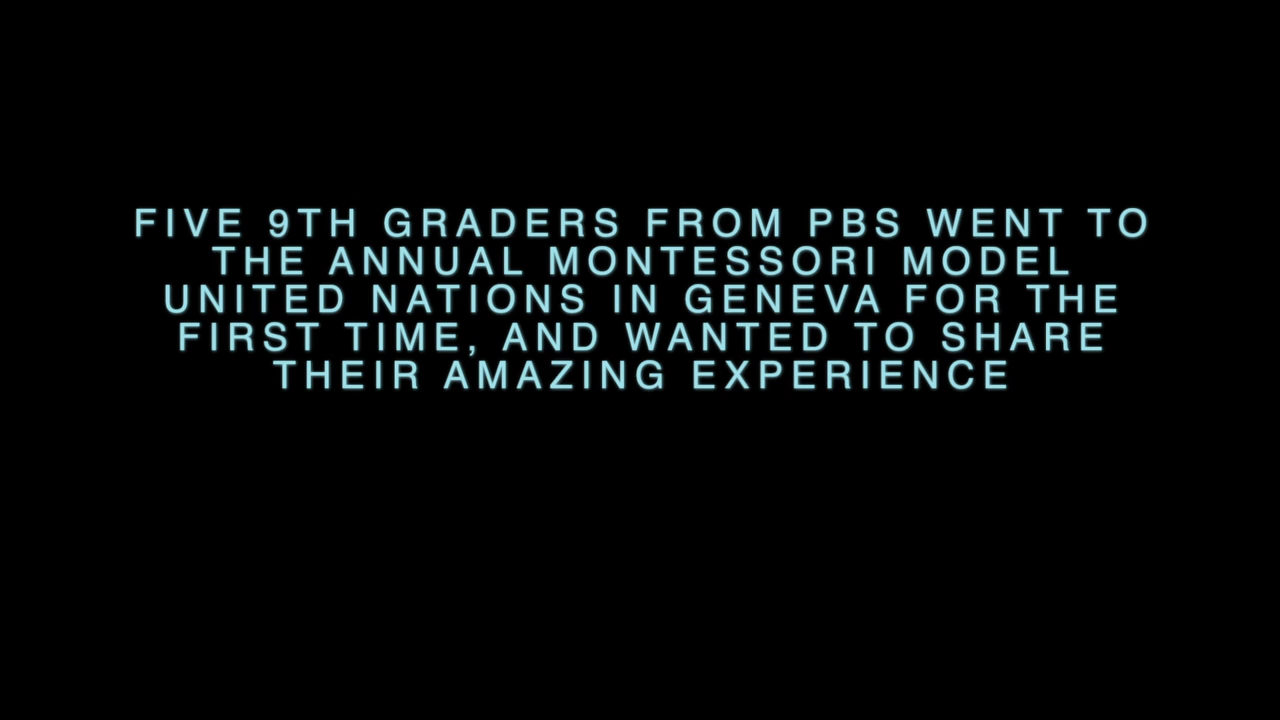 FIVE 9TH GRADERS FROM PBS WENT TO
THE ANNUAL MONTESSORI MODEL
UNITED NATIONS IN GENEVA FOR THE
FIRST TIME, AND WANTED TO SHARE
THEIR AMAZING EXPERIENCE